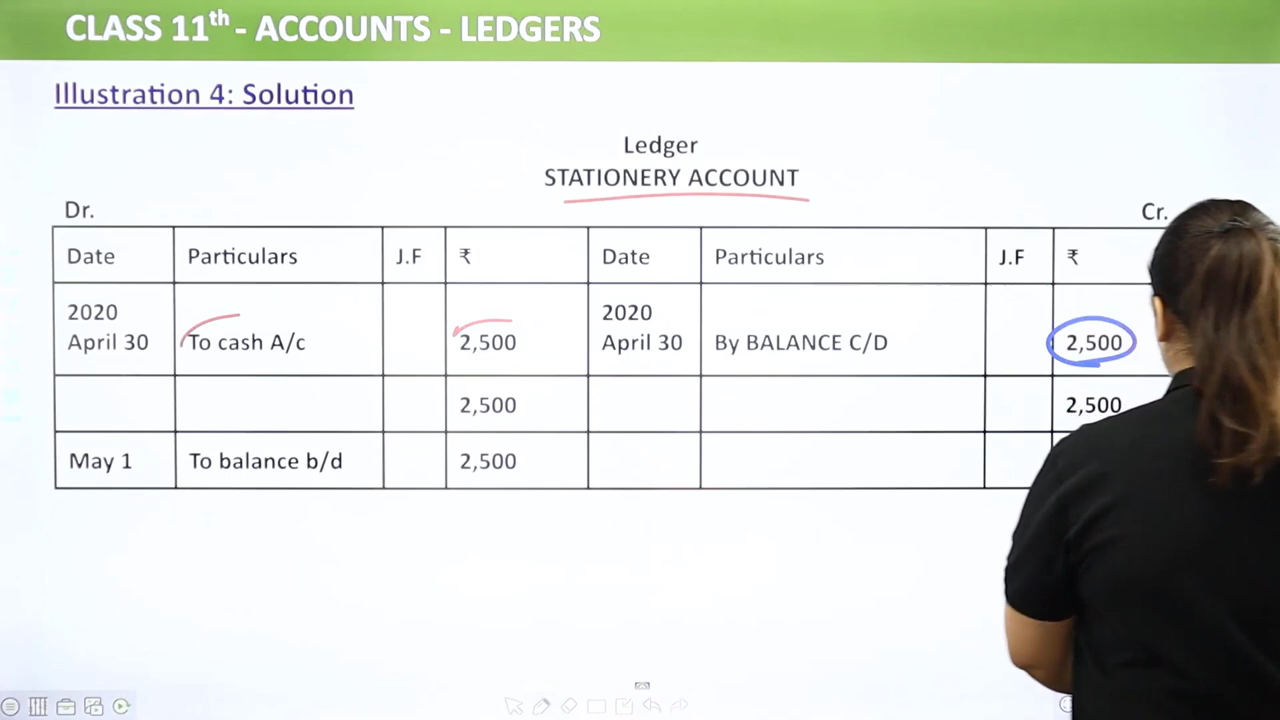 CLASS 11th - ACCOUNTS - LEDGERS
Illustration 4: Solution
Ledger
STATIONERY ACCOUNT
Dr. Cr.
Date Particulars J.F ₹ Date Particulars J.F ₹
2020 2020
April 30 To cash A/c 2,500 April 30 By BALANCE C/D 2,500
2,500 2,500
May 1 To balance b/d 2,500